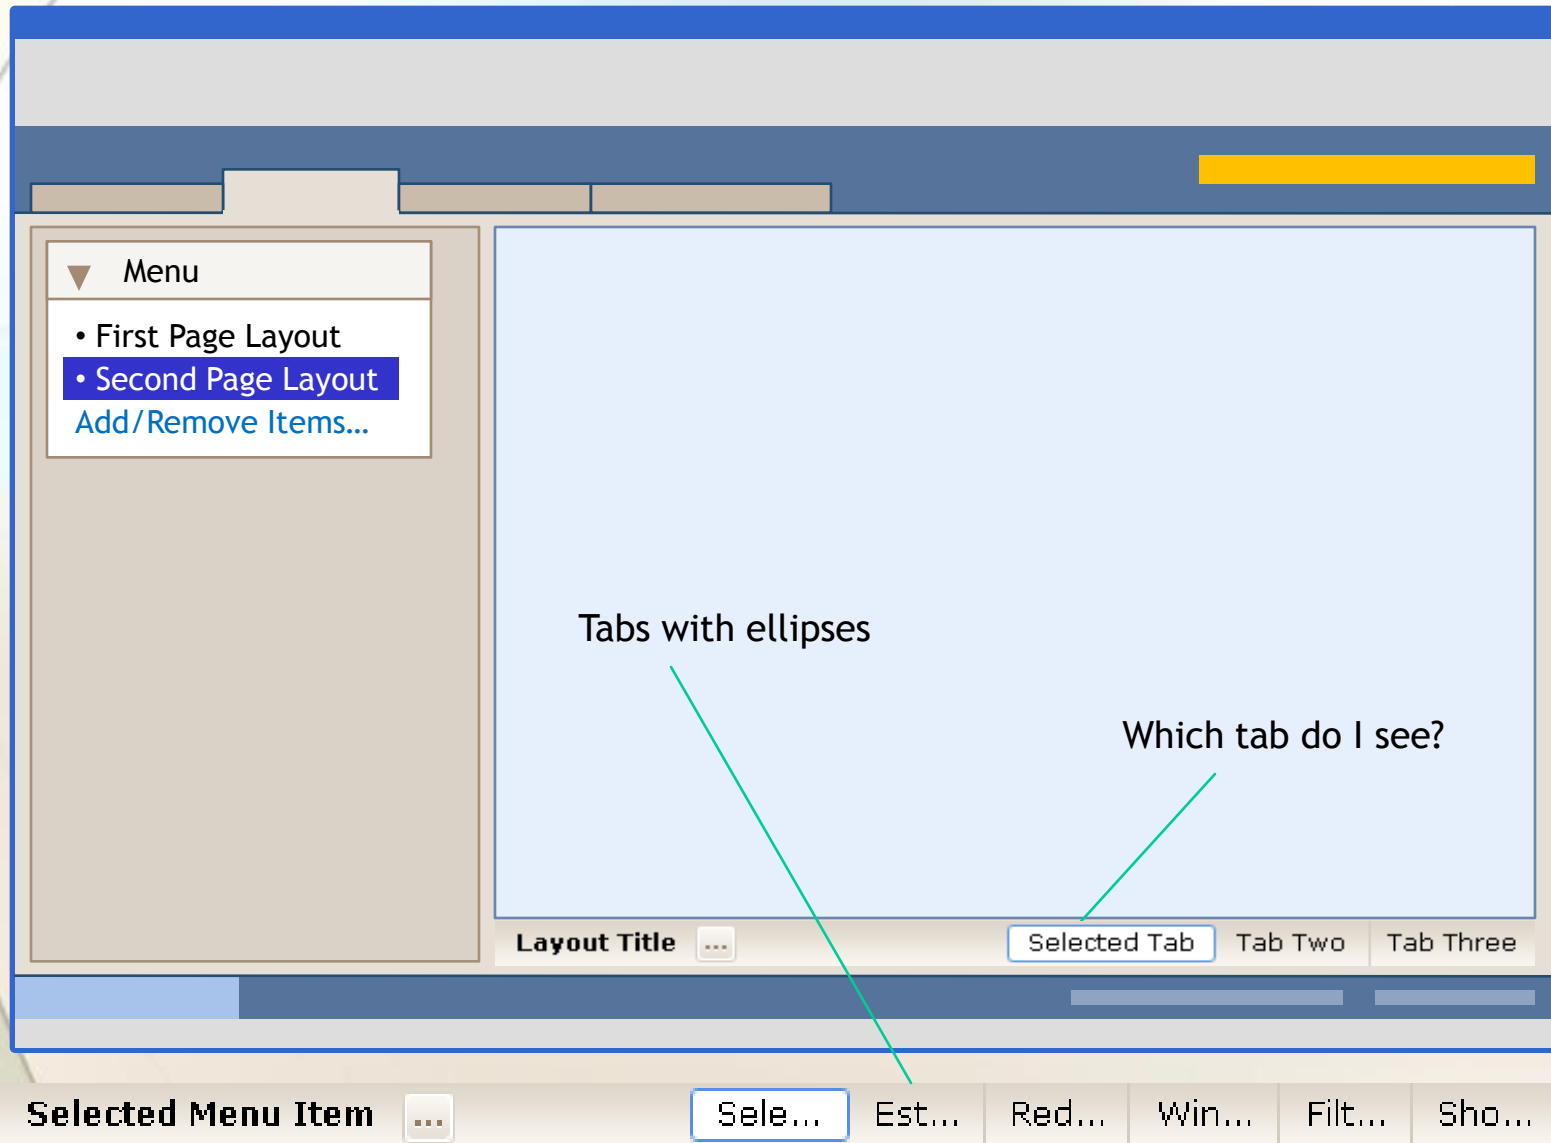 Menu
• First Page Layout
• Second Page Layout
Add/Remove Items…
Tabs with ellipses
Which tab do I see?
Layout Title ... Selected Tab Tab Two Tab Three
Selected Menu Item ... Sele... Est... Red... Win... Filt... Sho...